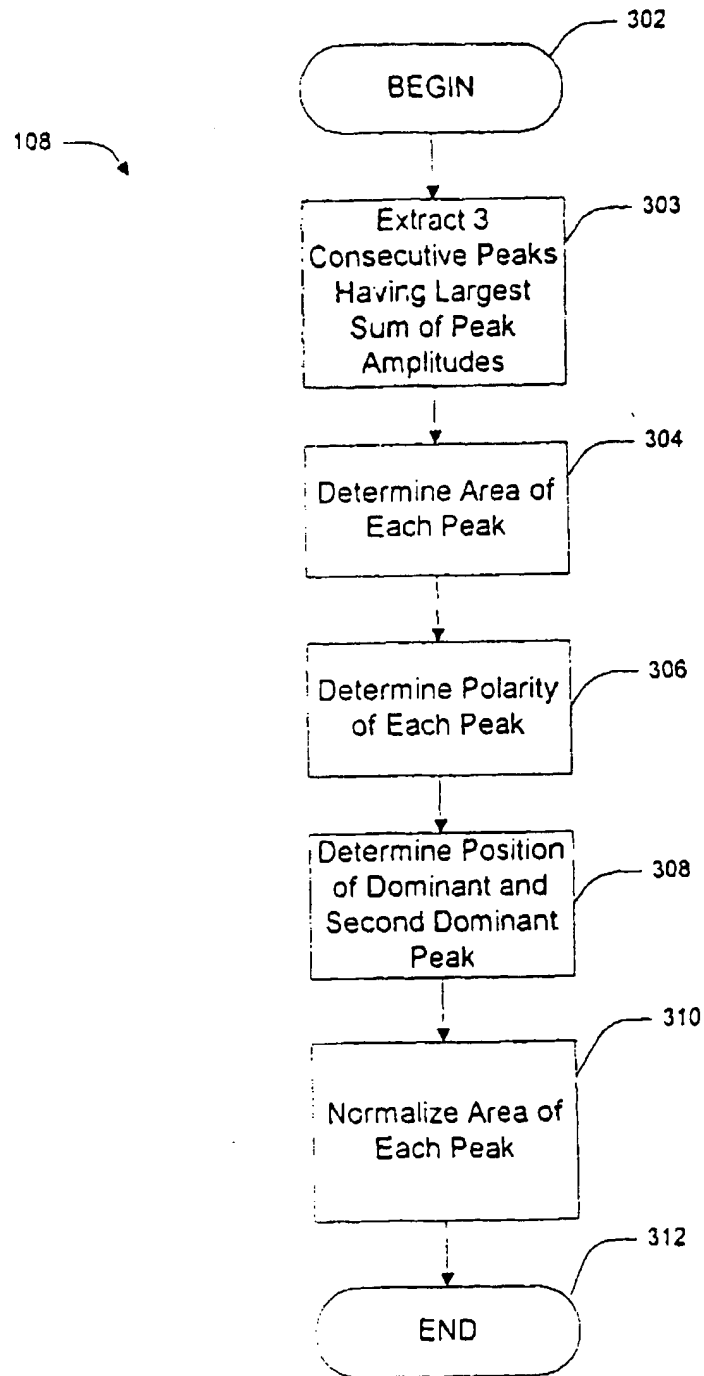 302
BEGIN
108
303
Extract 3
Consecutive Peaks
Having Largest
Sum of Peak
Amplitudes
304
Determine Area of
Each Peak
306
Determine Polarity
of Each Peak
308
Determine Position
of Dominant and
Second Dominant
Peak
310
Normalize Area of
Each Peak
312
END